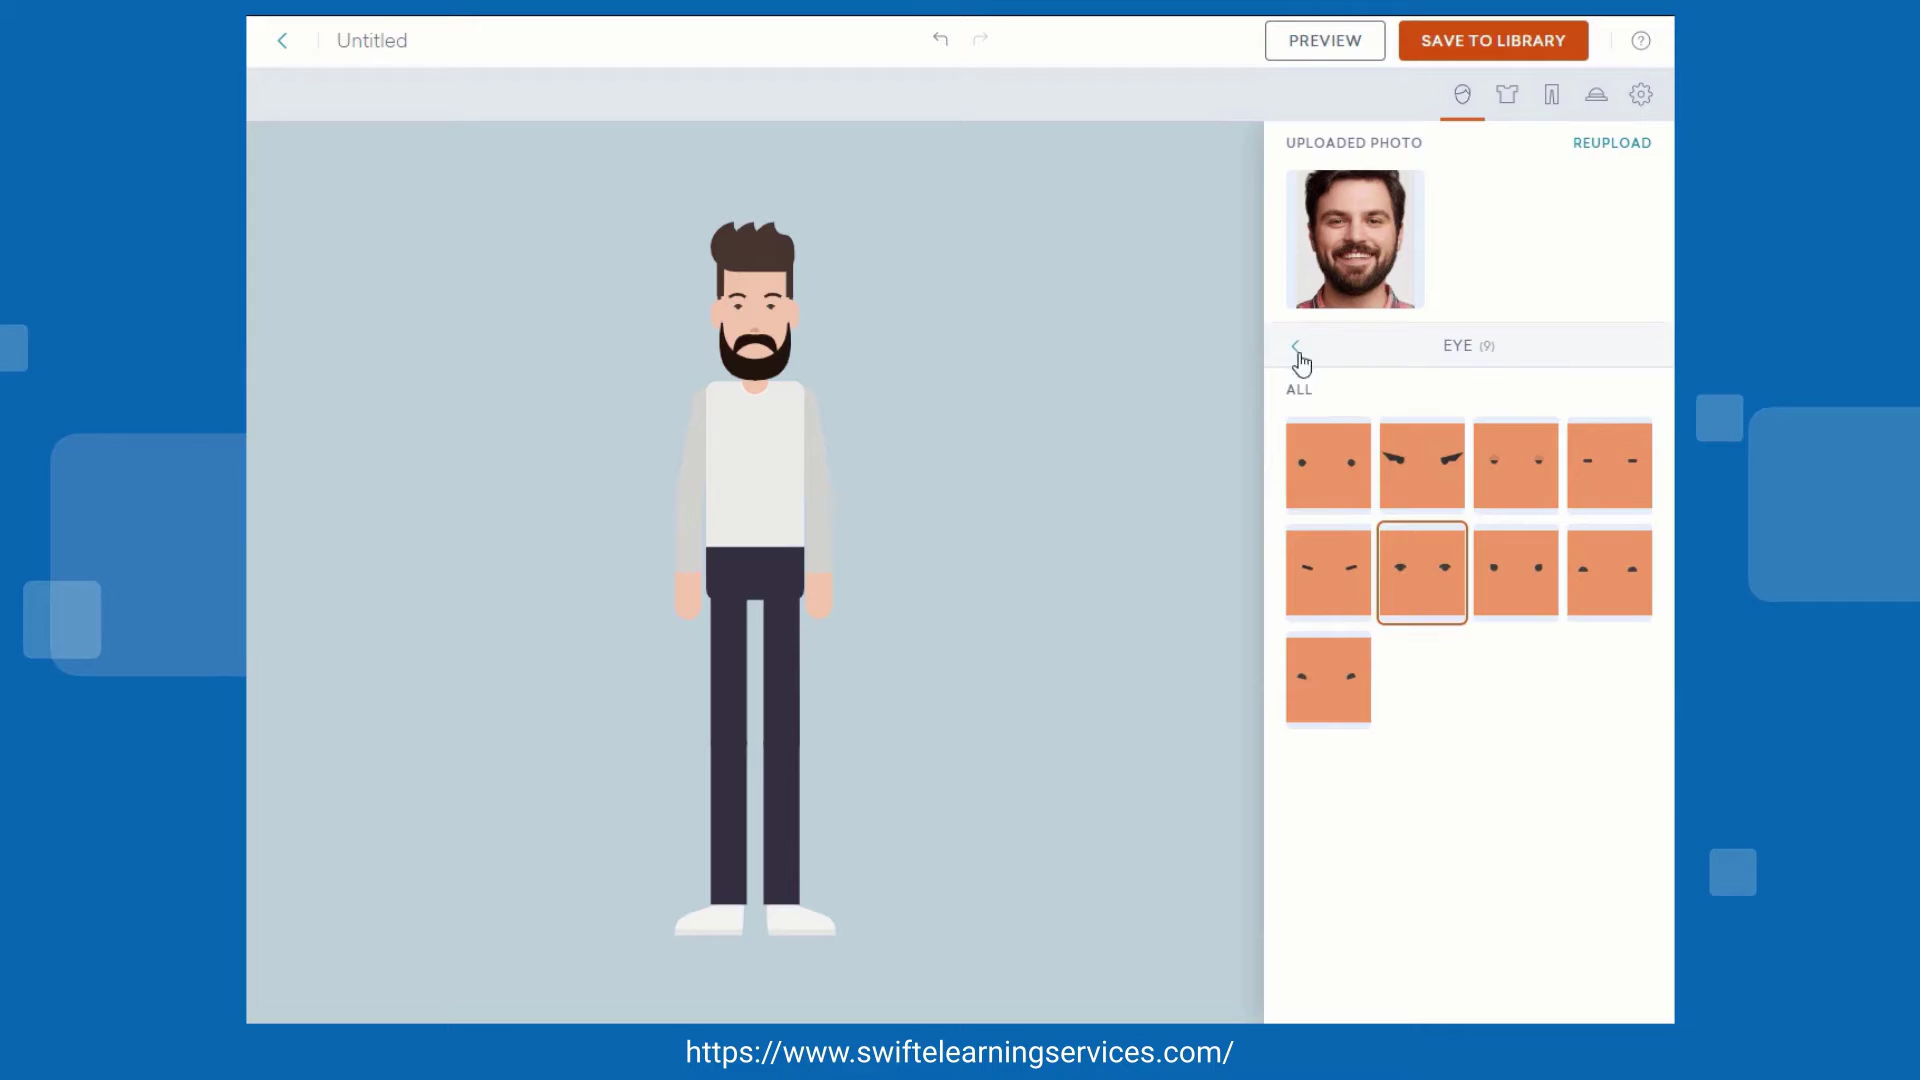 Untitled
PREVIEW
SAVE TO LIBRARY
?
UPLOADED PHOTO
REUPLOAD
EYE (9)
ALL
https://www.swiftelearningservices.com/